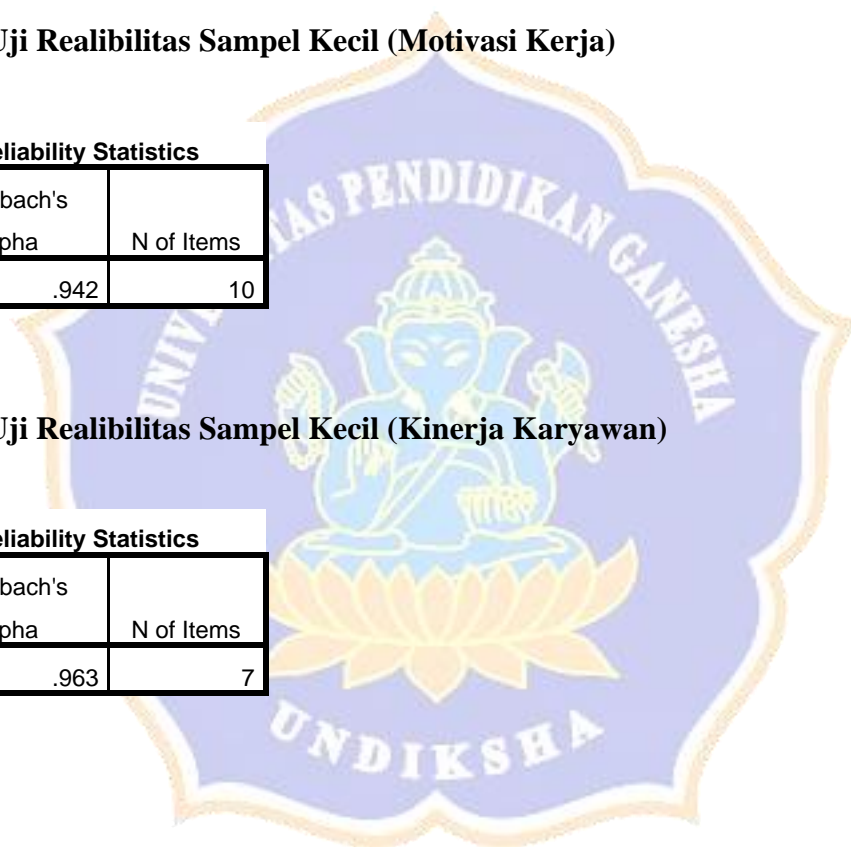 Uji Realibilitas Sampel Kecil (Motivasi Kerja)
eliability Statistics
bach's
pha
N of Items
.942
10
UNIVERSITAS PENDIDIKAN GANESHA
Uji Realibilitas Sampel Kecil (Kinerja Karyawan)
eliability Statistics
bach's
pha
N of Items
.963
7
UNDIKSHA